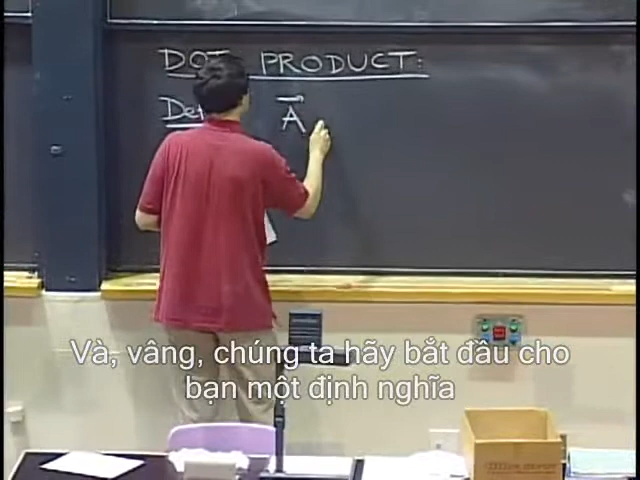 DOT PRODUCT:
Def
A
Và, vâng, chúng ta hãy bắt đầu cho
bạn một định nghĩa